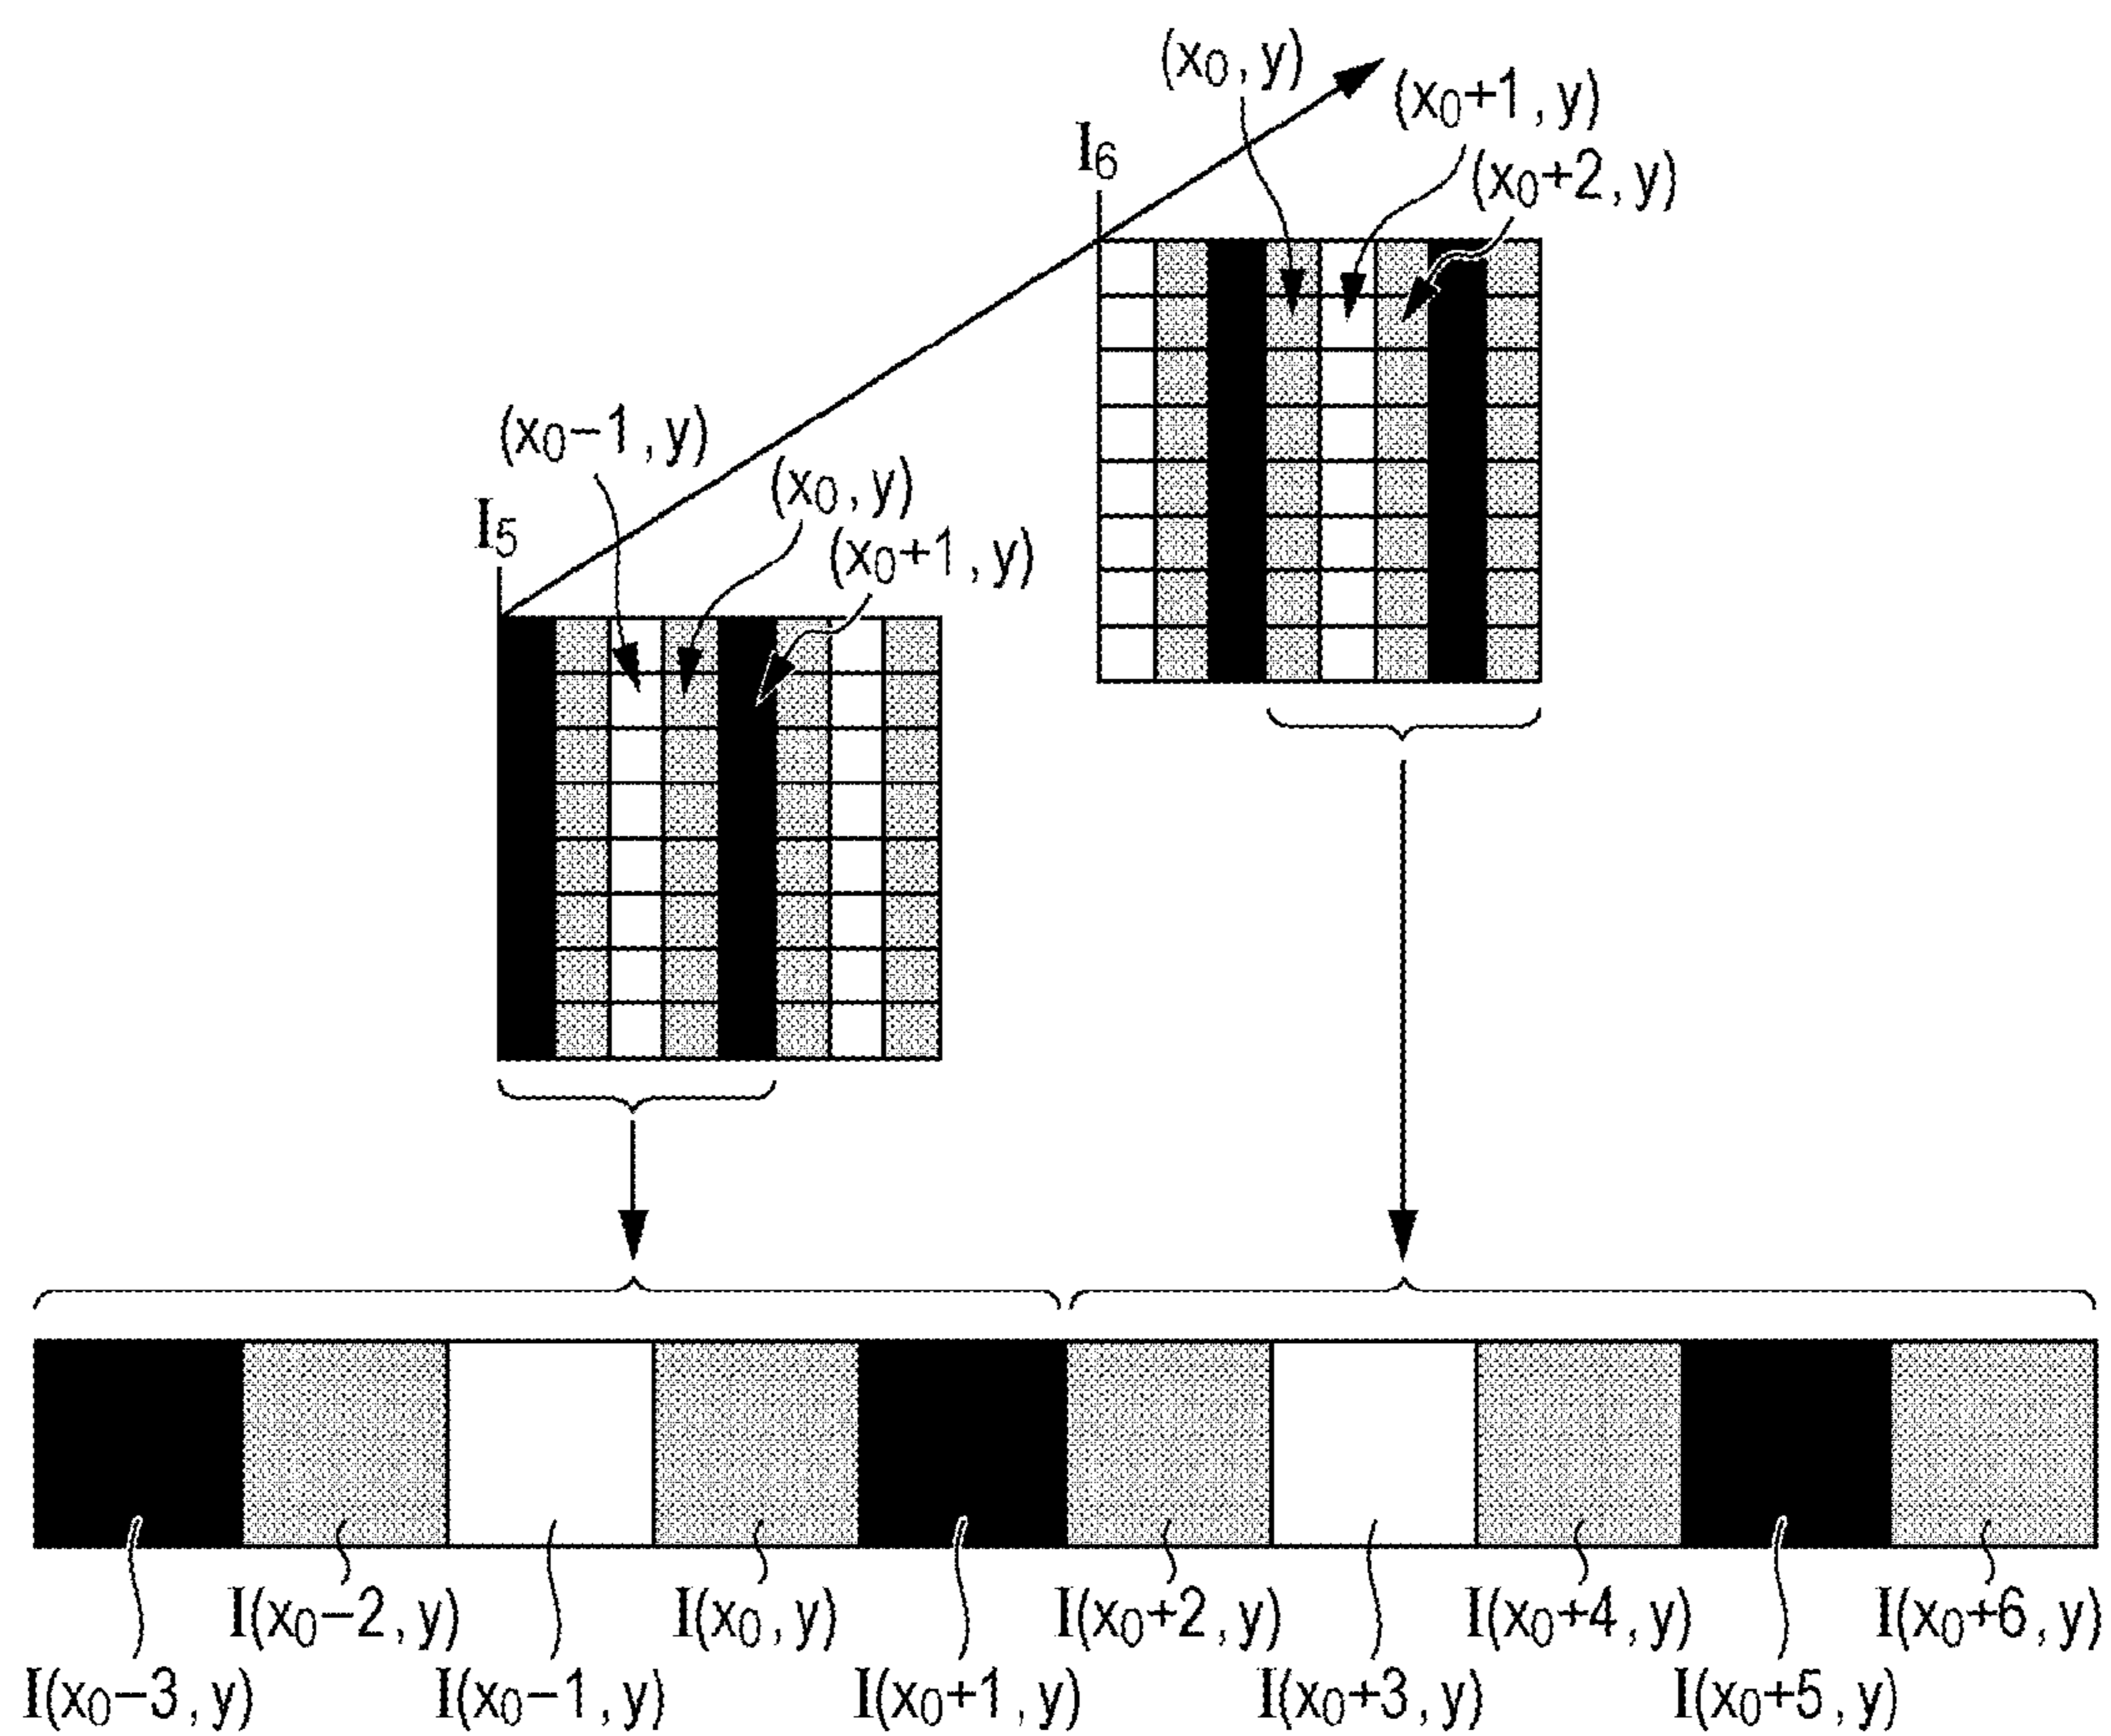 (x₀, y)
(x₀+1, y)
I₆
(x₀+2, y)
(x₀−1, y)
(x₀, y)
I₅
(x₀+1, y)
I(x₀−2, y) I(x₀, y) I(x₀+2, y) I(x₀+4, y) I(x₀+6, y)
I(x₀−3, y) I(x₀−1, y) I(x₀+1, y) I(x₀+3, y) I(x₀+5, y)